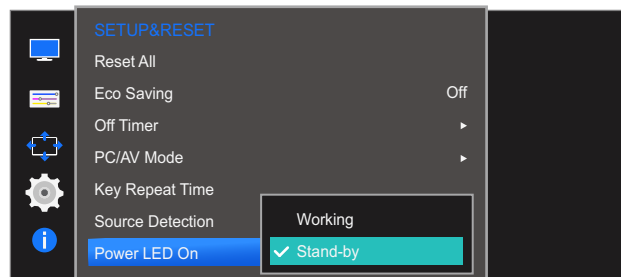 SETUP&RESET
Reset All
Eco Saving Off
Off Timer
PC/AV Mode
Key Repeat Time
Source Detection
Working
Power LED On
Stand-by